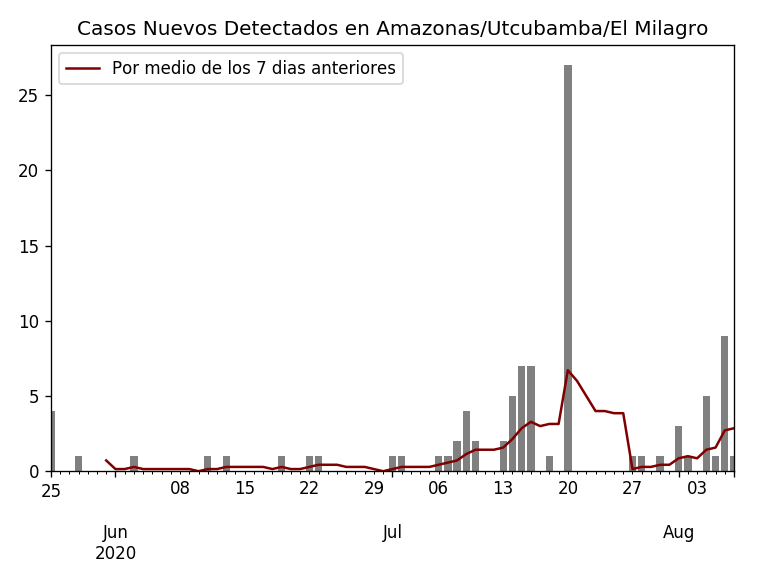 Casos Nuevos Detectados en Amazonas/Utcubamba/El Milagro
Por medio de los 7 dias anteriores
25
20
15
10
5
0
25 08 15 22 29 06 13 20 27 03
Jun Jul Aug
2020